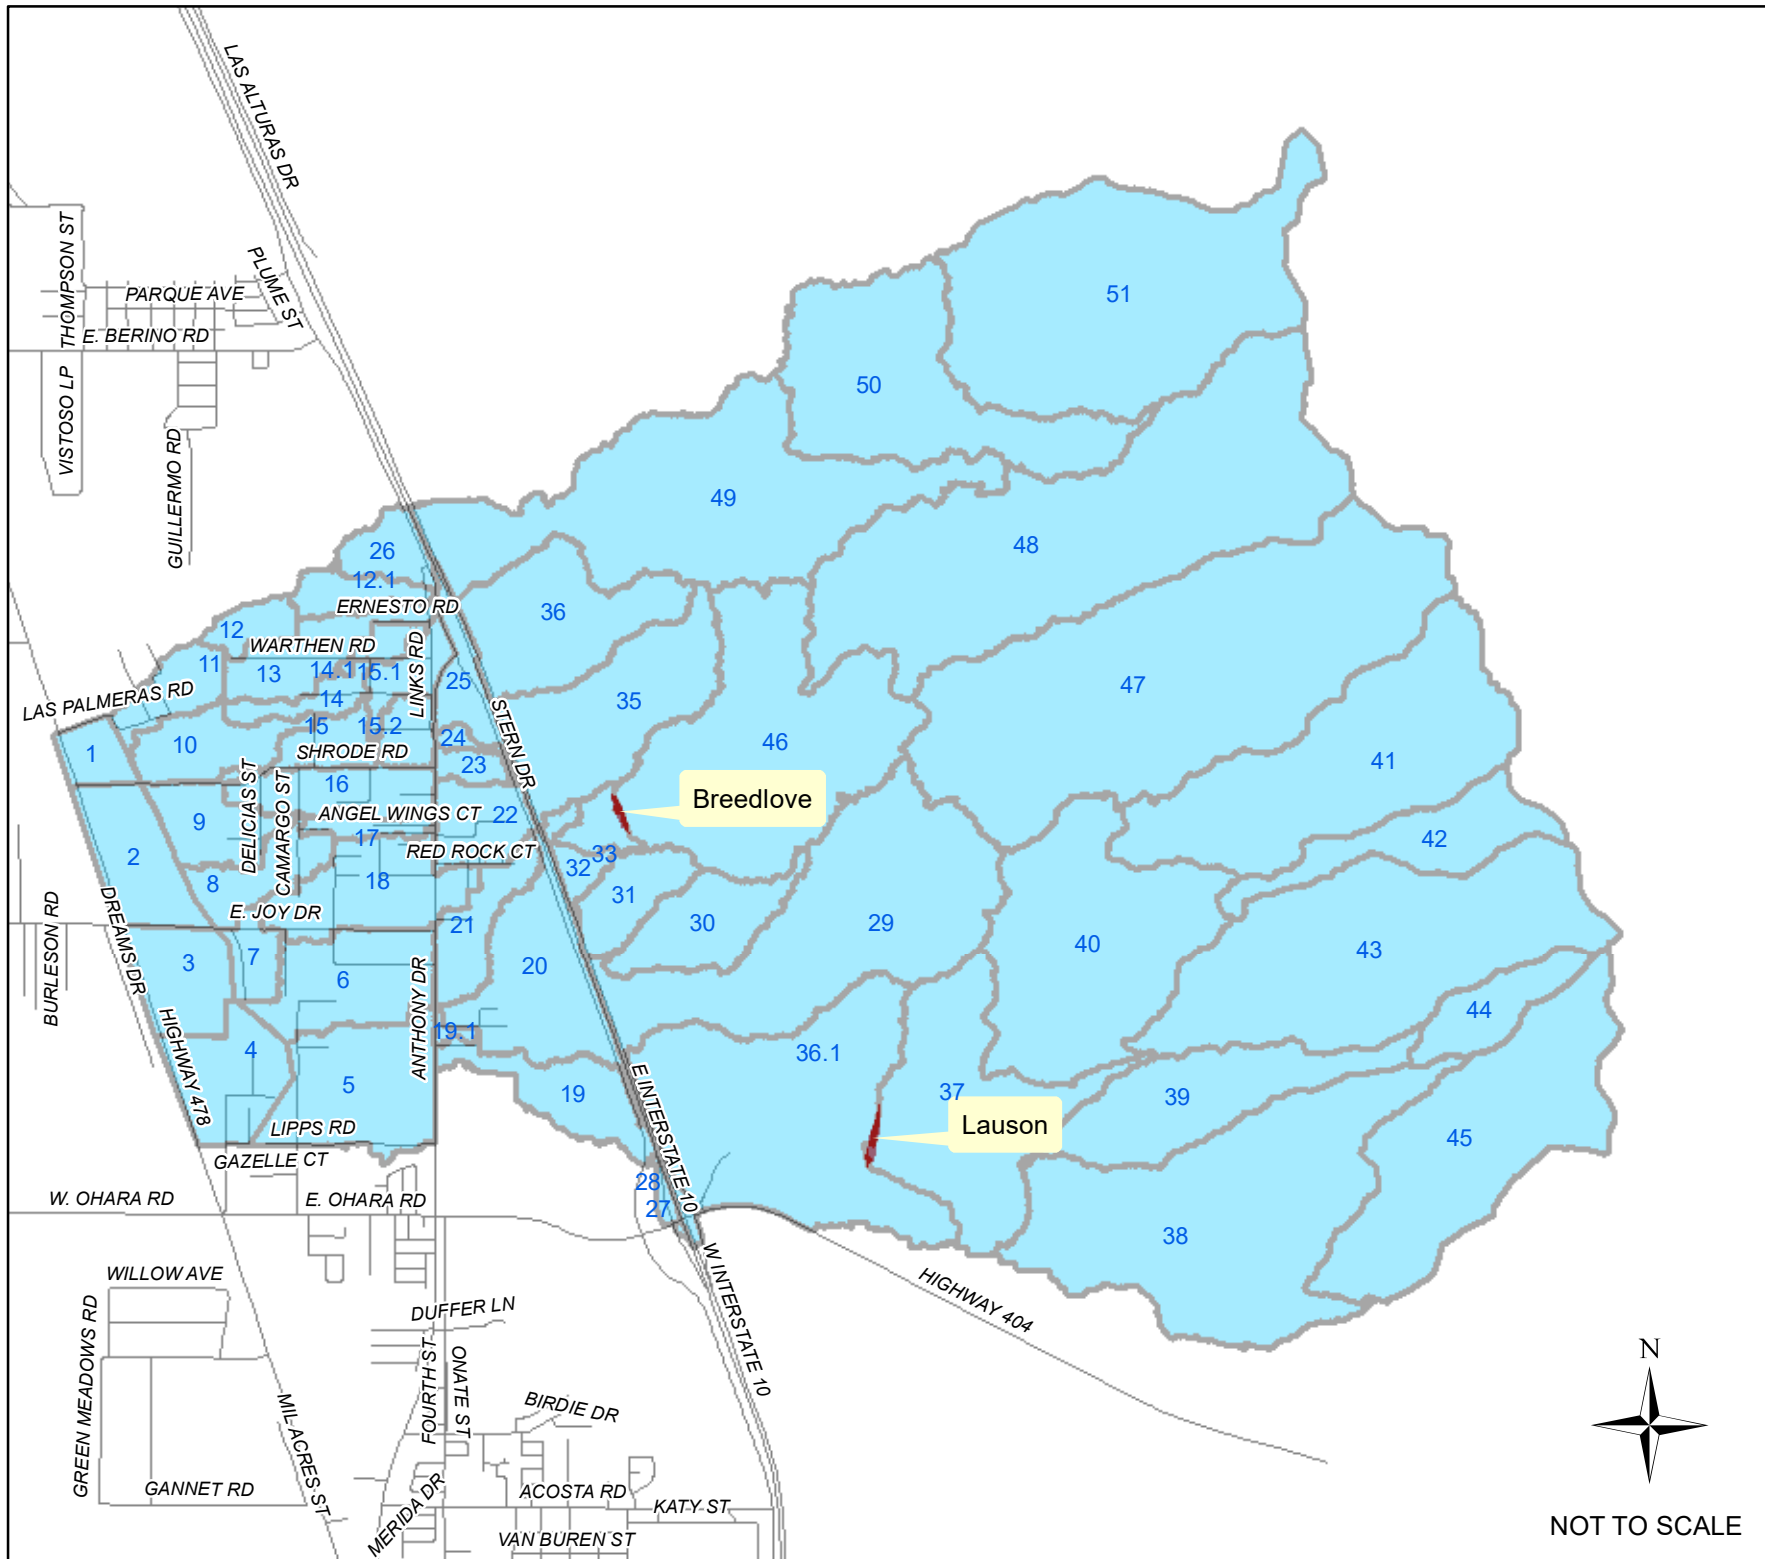 LAS ALTURAS DR
THOMPSON ST
PLUME ST
PARQUE AVE
E. BERINO RD
VISTOSO LP
GUILLERMO RD
51
50
49
48
26
12.1
ERNESTO RD
36
12
WARTHEN RD
LINKS RD
11
13
14.1
15.1
25
47
LAS PALMERAS RD
14
STERN DR
35
15
15.2
10
24
46
1
SHRODE RD
23
41
DELICIAS ST
CAMARGO ST
16
Breedlove
9
ANGEL WINGS CT
22
17
42
2
RED ROCK CT
33
32
8
18
31
DREAMS DR
E. JOY DR
21
30
29
40
43
BURLESON RD
3
7
6
20
ANTHONY DR
44
HIGHWAY 478
19.1
4
36.1
5
19
E INTERSTATE 10
37
39
Lauson
LIPPS RD
45
GAZELLE CT
28
W. OHARA RD
E. OHARA RD
27
38
W INTERSTATE 10
WILLOW AVE
HIGHWAY 404
DUFFER LN
GREEN MEADOWS RD
FOURTH ST
ONATE ST
MIL ACRES ST
BIRDIE DR
N
GANNET RD
MERIDA DR
ACOSTA RD
KATY ST
VAN BUREN ST
NOT TO SCALE